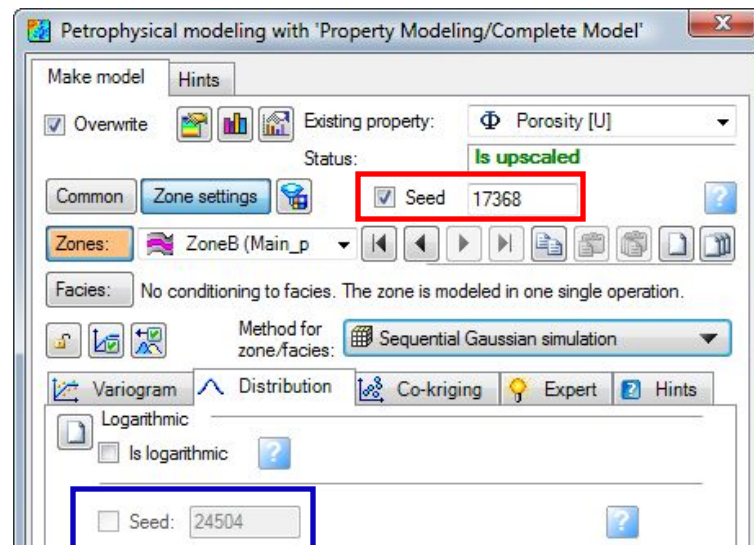 Petrophysical modeling with 'Property Modeling/Complete Model'
Make model Hints
Overwrite Existing property: Φ Porosity [U]
Status: Is upscaled
Common Zone settings Seed 17368
Zones: ZoneB (Main_p
Facies: No conditioning to facies. The zone is modeled in one single operation.
Method for
zone/facies: Sequential Gaussian simulation
Variogram Distribution Co-kriging Expert Hints
Logarithmic
Is logarithmic
Seed: 24504